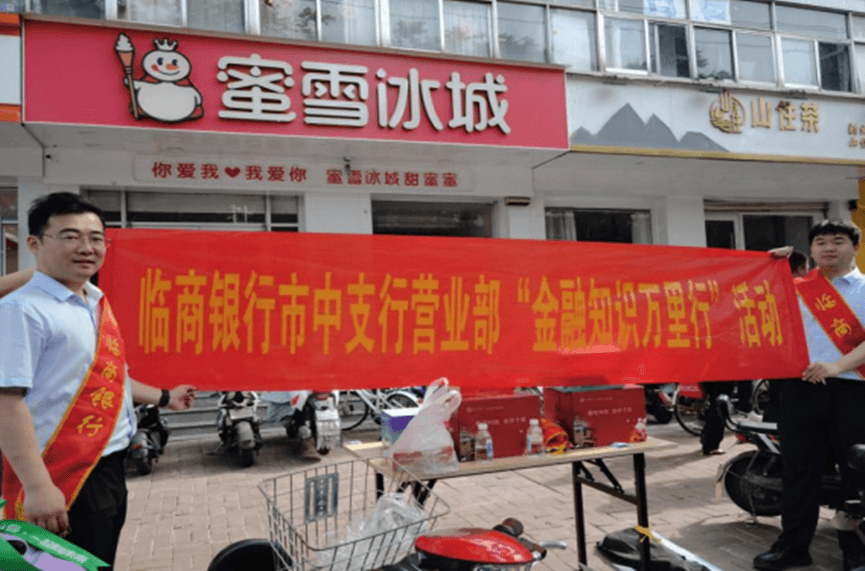 蜜雪冰城
山住茶
你爱我❤我爱你 蜜雪冰城甜蜜蜜
临商银行市中支行营业部“金融知识万里行”活动
临商银行
临商